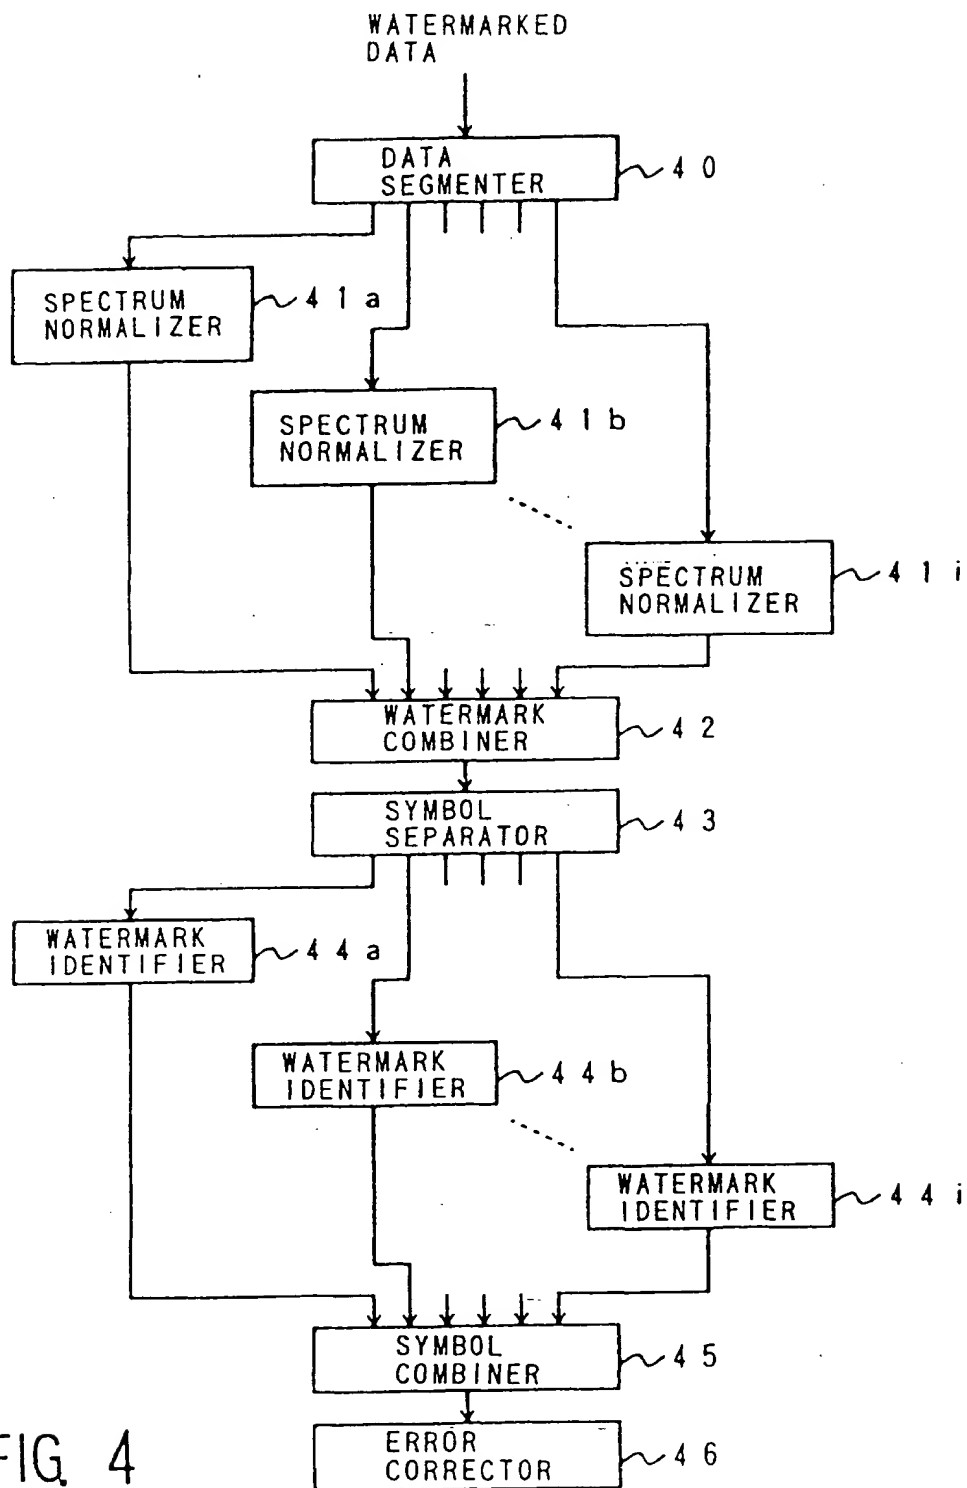 WATERMARKED
DATA
DATA
SEGMENTER
40
SPECTRUM
NORMALIZER
41a
SPECTRUM
NORMALIZER
41b
SPECTRUM
NORMALIZER
41i
WATERMARK
COMBINER
42
SYMBOL
SEPARATOR
43
WATERMARK
IDENTIFIER
44a
WATERMARK
IDENTIFIER
44b
WATERMARK
IDENTIFIER
44i
SYMBOL
COMBINER
45
ERROR
CORRECTOR
46
FIG. 4